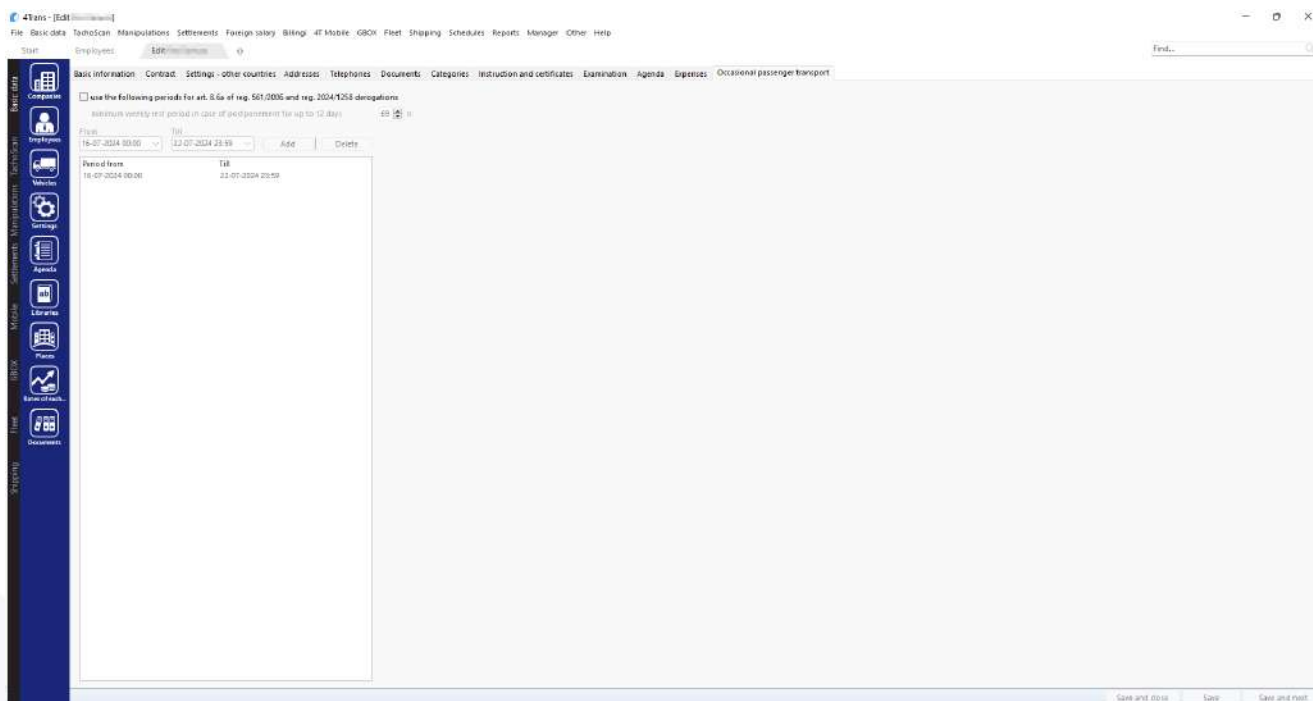 4Trans - [Edit
File Basic data TachoScan Manipulations Settlements Foreign salary Billings 4T Mobile GBOX Fleet Shipping Schedules Reports Manager Other Help
Start Employees Edit Find...
Basic information Contract Settings - other countries Addresses Telephones Documents Categories Instruction and certificates Examination Agenda Expenses Occasional passenger transport
use the following periods for art. 8.6a of reg. 561/2006 and reg. 2024/1258 derogations
minimum weekly rest period in case of postponement for up to 12 days 69 h
From Till
16-07-2024 00:00 22-07-2024 23:59 Add Delete
Period from Till
16-07-2024 00:00 22-07-2024 23:59
Basic data
TachoScan
Manipulations
Settlements
Mobile
GBOX
Fleet
Shipping
Companies
Employees
Vehicles
Settings
Agenda
Libraries
Places
Rates of exch...
Documents
Save and close Save Save and next